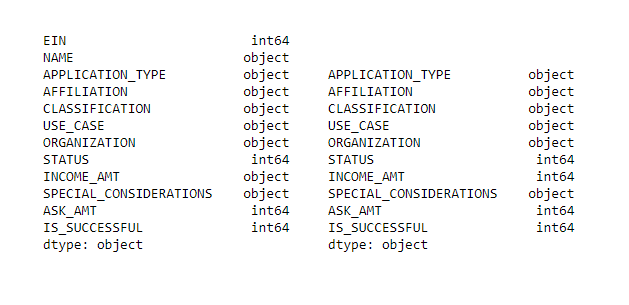 EIN int64
NAME object
APPLICATION_TYPE object
AFFILIATION object
CLASSIFICATION object
USE_CASE object
ORGANIZATION object
STATUS int64
INCOME_AMT object
SPECIAL_CONSIDERATIONS object
ASK_AMT int64
IS_SUCCESSFUL int64
dtype: object
APPLICATION_TYPE object
AFFILIATION object
CLASSIFICATION object
USE_CASE object
ORGANIZATION object
STATUS int64
INCOME_AMT int64
SPECIAL_CONSIDERATIONS object
ASK_AMT int64
IS_SUCCESSFUL int64
dtype: object